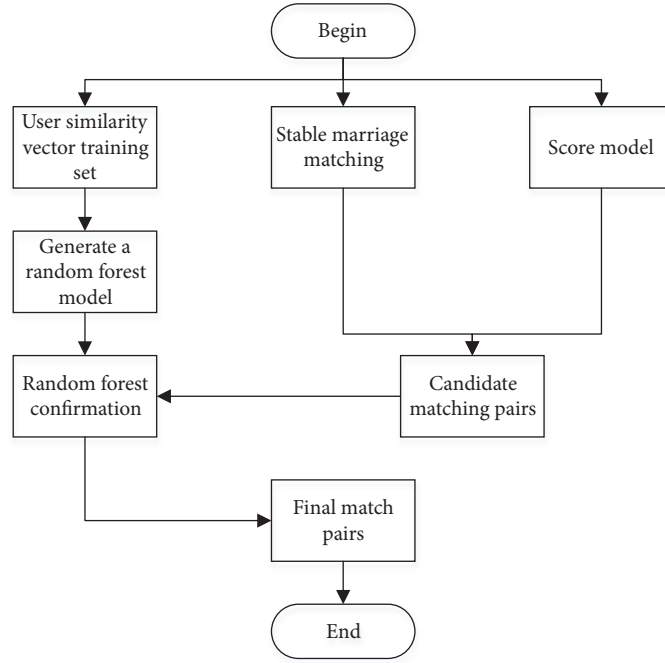 Begin
User similarity
vector training
set
Stable marriage
matching
Score model
Generate a
random forest
model
Random forest
confirmation
Candidate
matching pairs
Final match
pairs
End